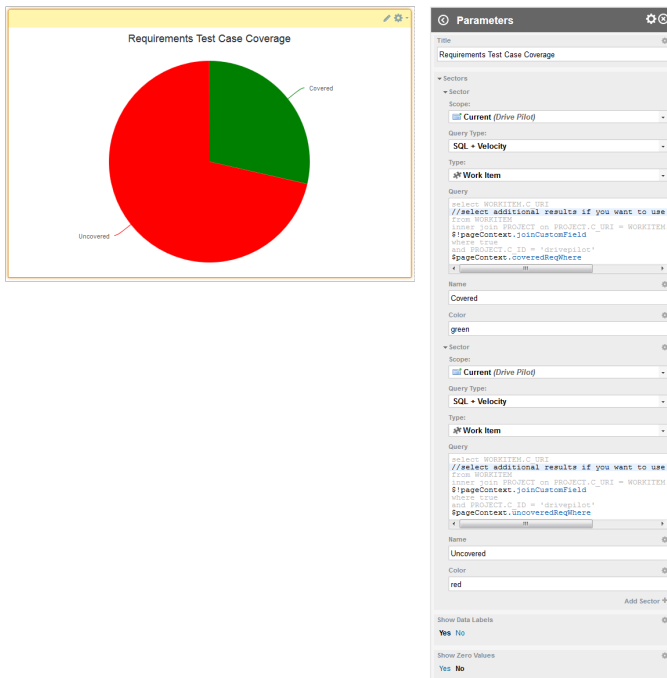 Requirements Test Case Coverage
Covered
Uncovered
Parameters
Title
Requirements Test Case Coverage
Sectors
Sector
Scope:
Current (Drive Pilot)
Query Type:
SQL + Velocity
Type:
Work Item
Query
select WORKITEM.C_URI
//select additional results if you want to use
from WORKITEM
inner join PROJECT on PROJECT.C_URI = WORKITEM
$!pageContext.joinCustomField
where true
and PROJECT.C_ID = 'drivepilot'
$pageContext.coveredReqWhere
Name
Covered
Color
green
Sector
Scope:
Current (Drive Pilot)
Query Type:
SQL + Velocity
Type:
Work Item
Query
select WORKITEM.C_URI
//select additional results if you want to use
from WORKITEM
inner join PROJECT on PROJECT.C_URI = WORKITEM
$!pageContext.joinCustomField
where true
and PROJECT.C_ID = 'drivepilot'
$pageContext.uncoveredReqWhere
Name
Uncovered
Color
red
Add Sector
Show Data Labels
Yes No
Show Zero Values
Yes No